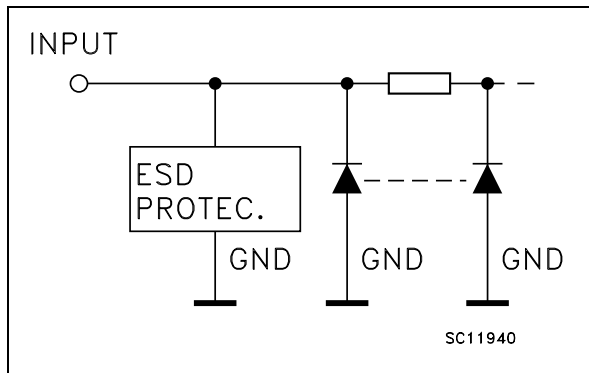 INPUT
ESD
PROTEC.
GND
GND
GND
SC11940